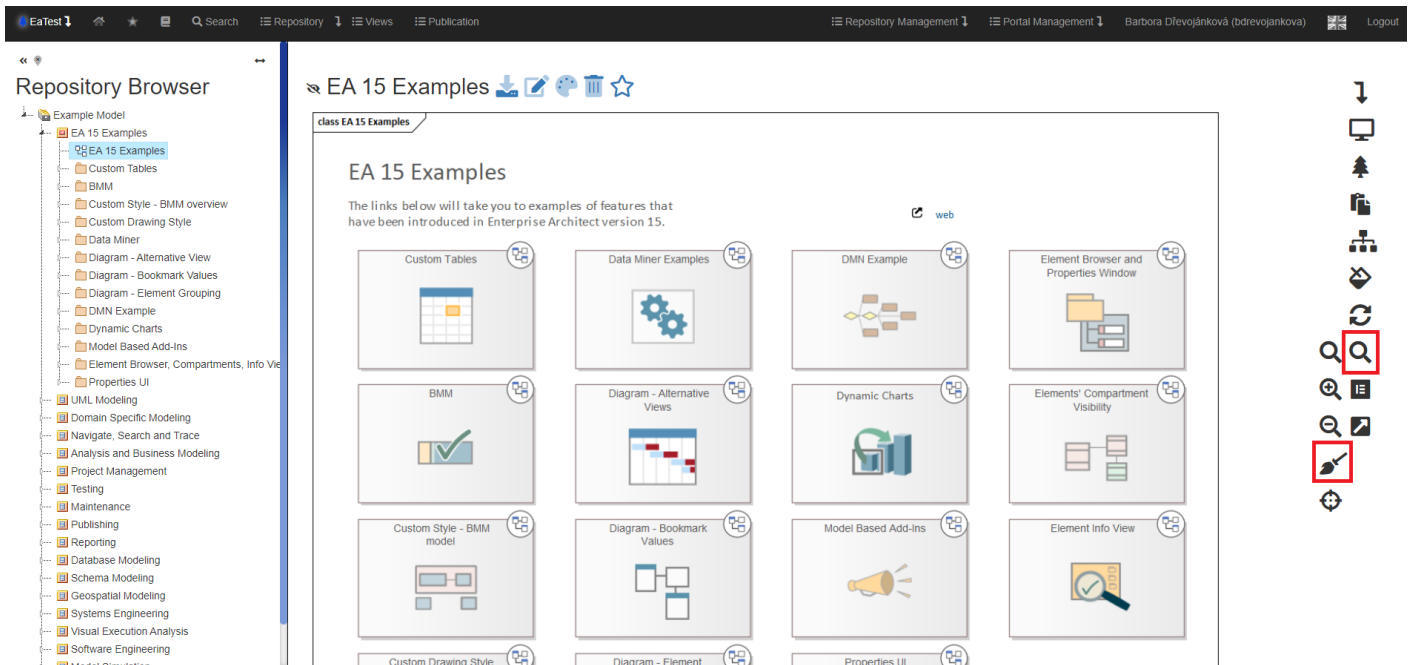 EaTest
Search
Repository
Views
Publication
Repository Management
Portal Management
Barbora Dřevojánková (bdrevojankova)
Logout
Repository Browser
Example Model
EA 15 Examples
EA 15 Examples
Custom Tables
BMM
Custom Style - BMM overview
Custom Drawing Style
Data Miner
Diagram - Alternative View
Diagram - Bookmark Values
Diagram - Element Grouping
DMN Example
Dynamic Charts
Model Based Add-Ins
Element Browser, Compartments, Info Vie
Properties UI
UML Modeling
Domain Specific Modeling
Navigate, Search and Trace
Analysis and Business Modeling
Project Management
Testing
Maintenance
Publishing
Reporting
Database Modeling
Schema Modeling
Geospatial Modeling
Systems Engineering
Visual Execution Analysis
Software Engineering
Model Simulation
EA 15 Examples
class EA 15 Examples
EA 15 Examples
The links below will take you to examples of features that
have been introduced in Enterprise Architect version 15.
web
Custom Tables
Data Miner Examples
DMN Example
Element Browser and
Properties Window
BMM
Diagram - Alternative
Views
Dynamic Charts
Elements' Compartment
Visibility
Custom Style - BMM
model
Diagram - Bookmark
Values
Model Based Add-Ins
Element Info View
Custom Drawing Style
Diagram - Element
Properties UI